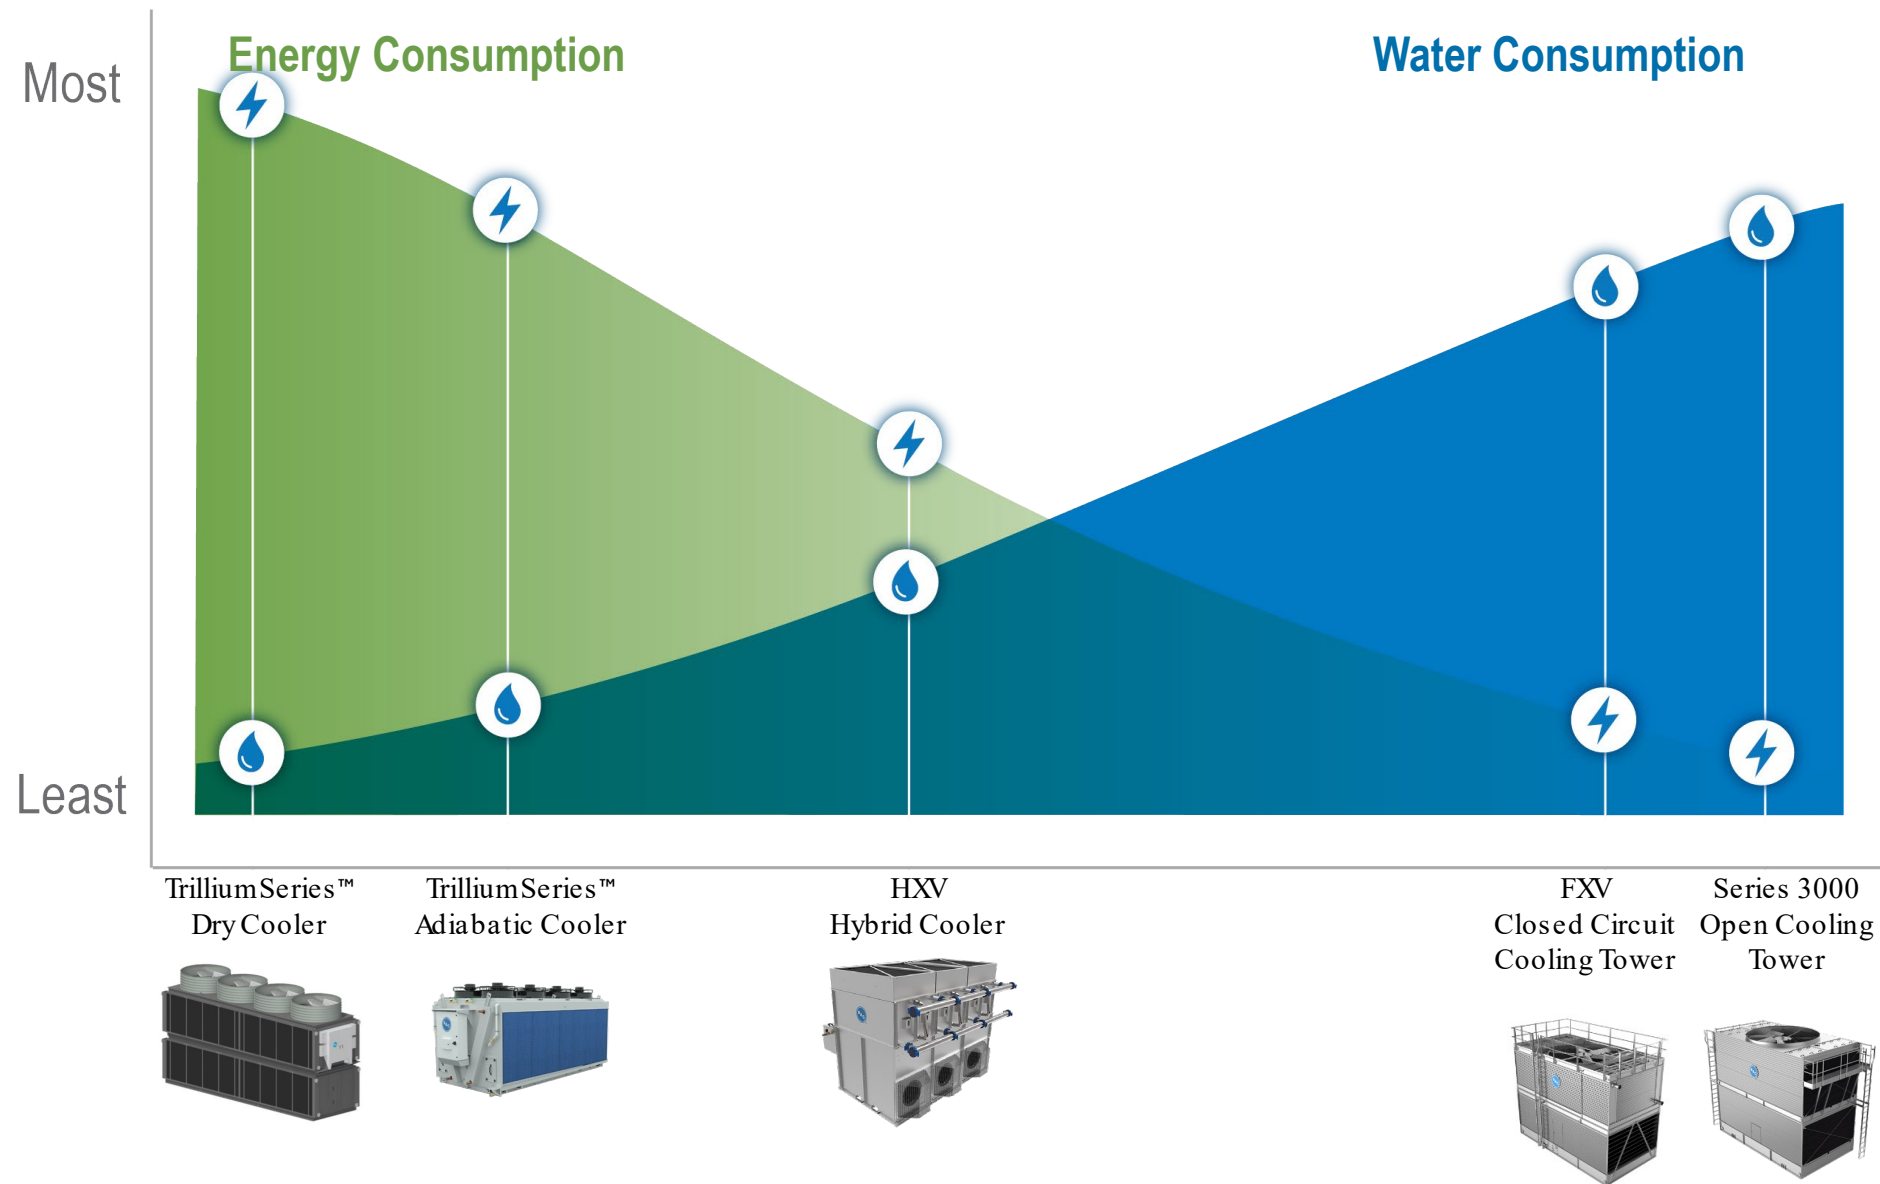 Energy Consumption
Water Consumption
Most
Least
Trillium Series™
Dry Cooler
Trillium Series™
Adiabatic Cooler
HXV
Hybrid Cooler
FXV
Closed Circuit
Cooling Tower
Series 3000
Open Cooling
Tower